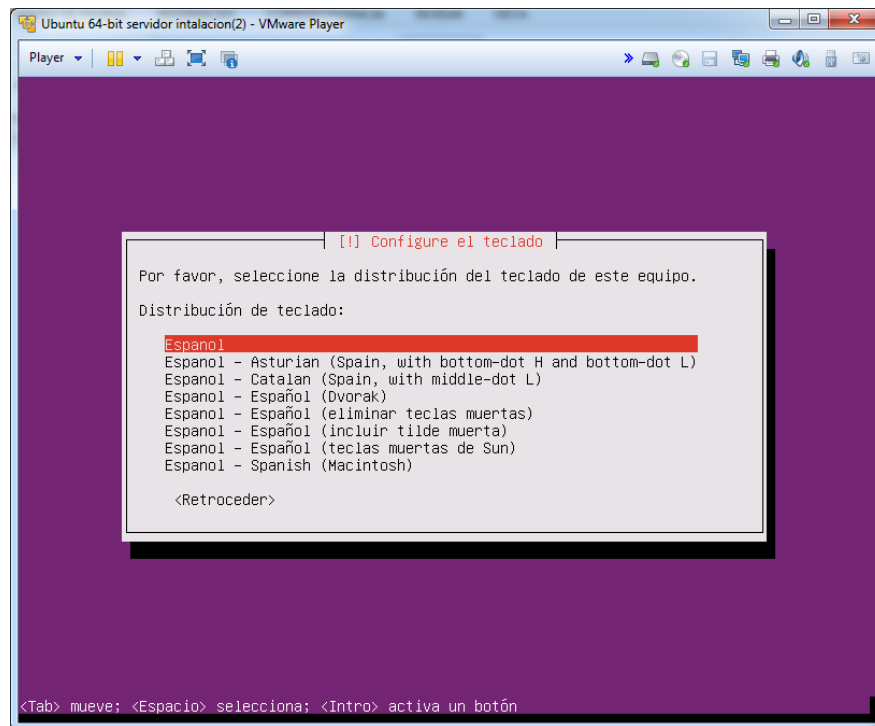 Ubuntu 64-bit servidor intalacion(2) - VMware Player
Player
[!] Configure el teclado
Por favor, seleccione la distribución del teclado de este equipo.
Distribución de teclado:
Espanol
Espanol - Asturian (Spain, with bottom-dot H and bottom-dot L)
Espanol - Catalan (Spain, with middle-dot L)
Espanol - Español (Dvorak)
Espanol - Español (eliminar teclas muertas)
Espanol - Español (incluir tilde muerta)
Espanol - Español (teclas muertas de Sun)
Espanol - Spanish (Macintosh)
<Retroceder>
<Tab> mueve; <Espacio> selecciona; <Intro> activa un botón